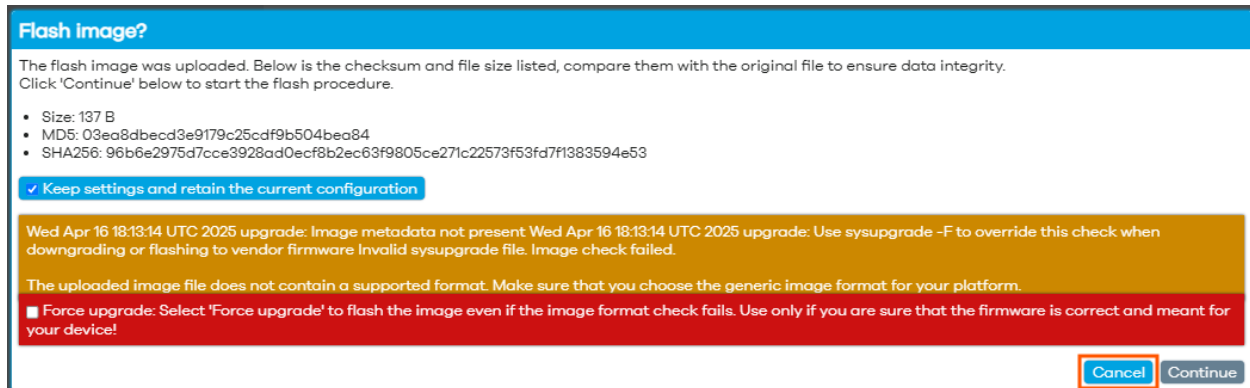 Flash image?
The flash image was uploaded. Below is the checksum and file size listed, compare them with the original file to ensure data integrity.
Click 'Continue' below to start the flash procedure.
• Size: 137 B
• MD5: 03ea8dbecd3e9179c25cdf9b504bea84
• SHA256: 96b6e2975d7cce3928ad0ecf8b2ec63f9805ce271c22573f53fd7f1383594e53
Keep settings and retain the current configuration
Wed Apr 16 18:13:14 UTC 2025 upgrade: Image metadata not present Wed Apr 16 18:13:14 UTC 2025 upgrade: Use sysupgrade -F to override this check when
downgrading or flashing to vendor firmware Invalid sysupgrade file. Image check failed.
The uploaded image file does not contain a supported format. Make sure that you choose the generic image format for your platform.
Force upgrade: Select 'Force upgrade' to flash the image even if the image format check fails. Use only if you are sure that the firmware is correct and meant for
your device!
Cancel Continue